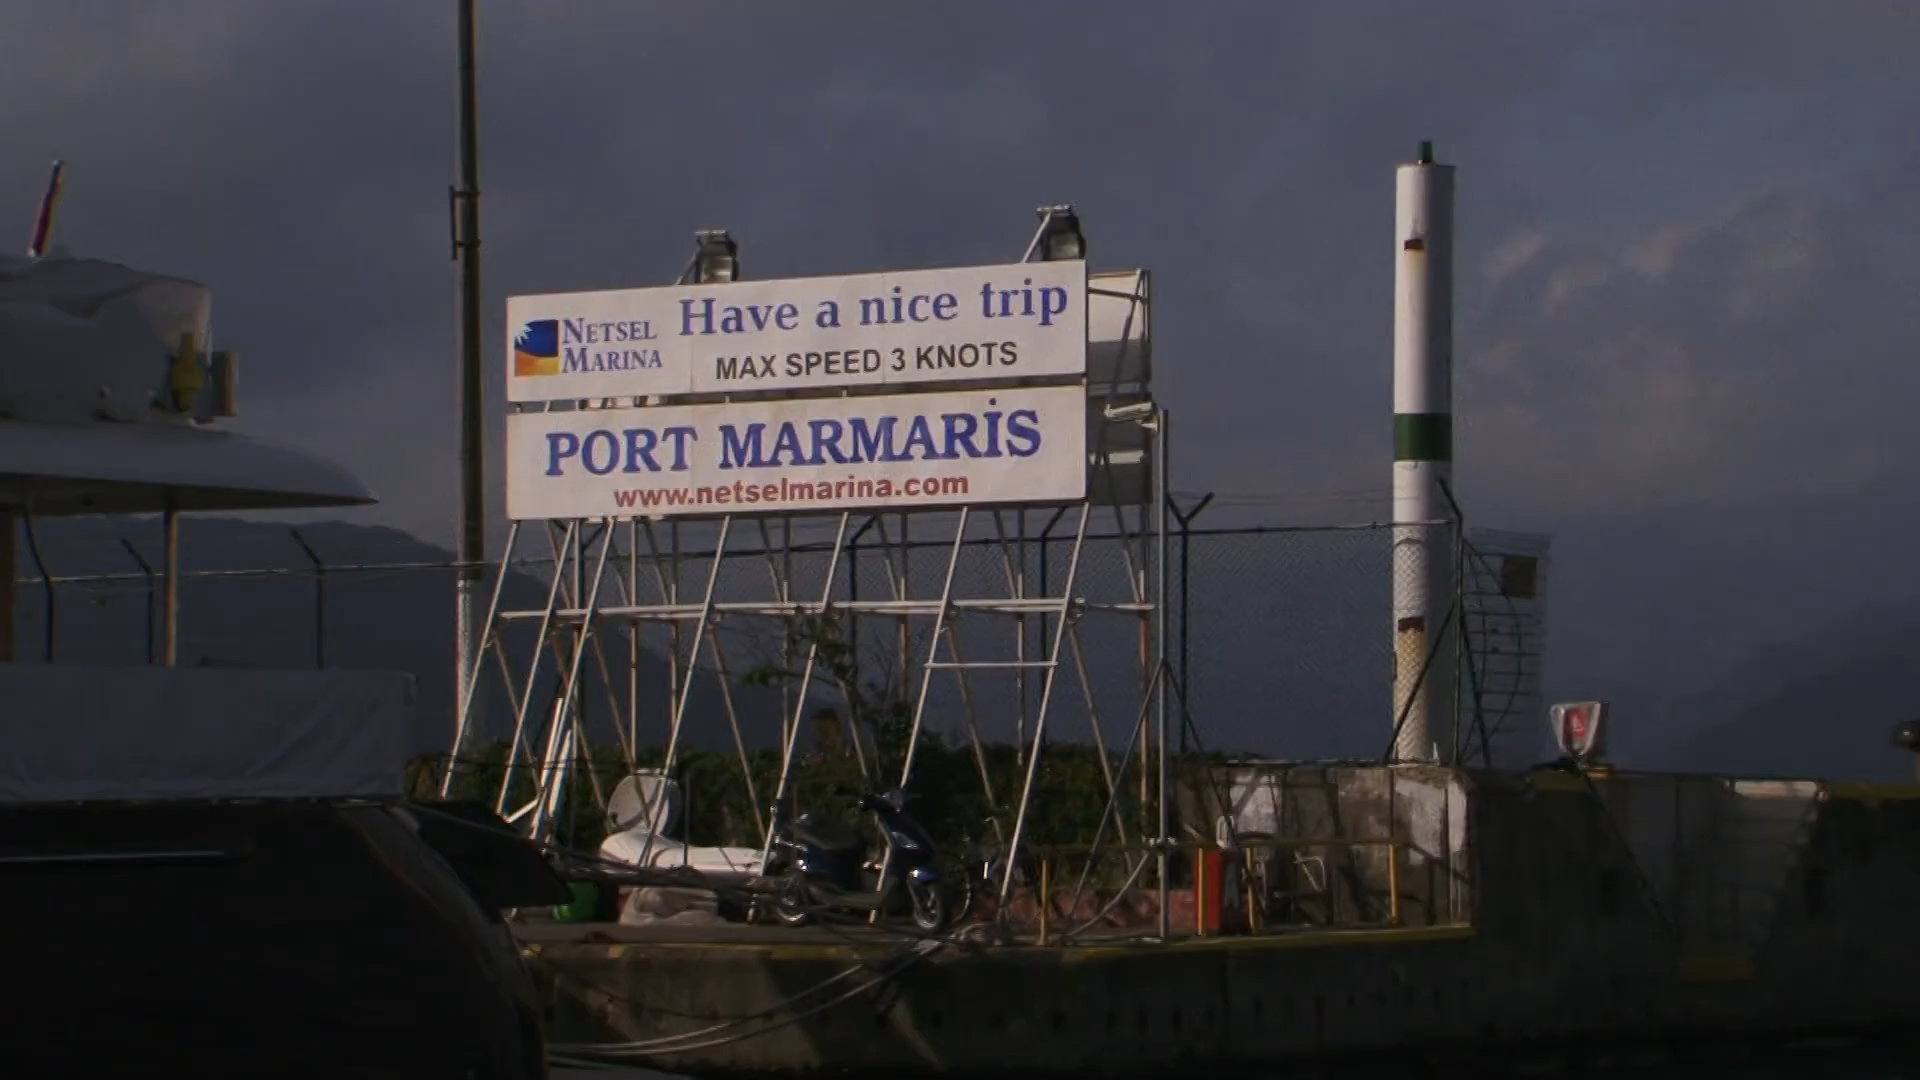 NETSEL
MARINA
Have a nice trip
MAX SPEED 3 KNOTS
PORT MARMARİS
www.netselmarina.com